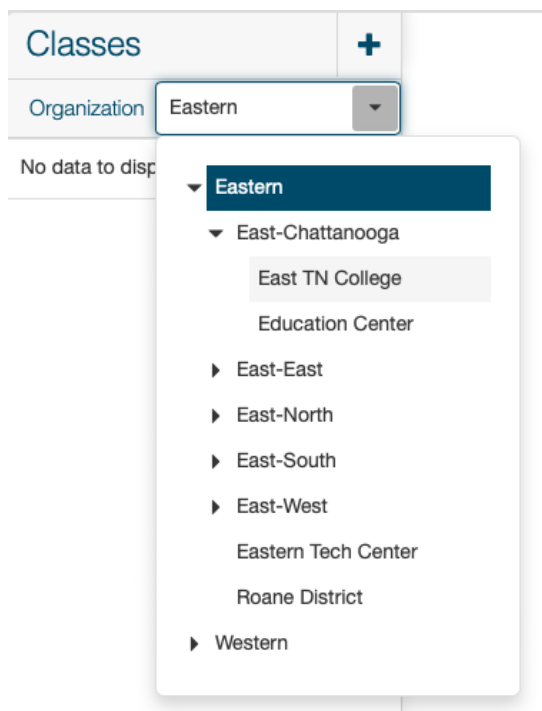 Classes
Organization Eastern
No data to disp
Eastern
East-Chattanooga
East TN College
Education Center
East-East
East-North
East-South
East-West
Eastern Tech Center
Roane District
Western